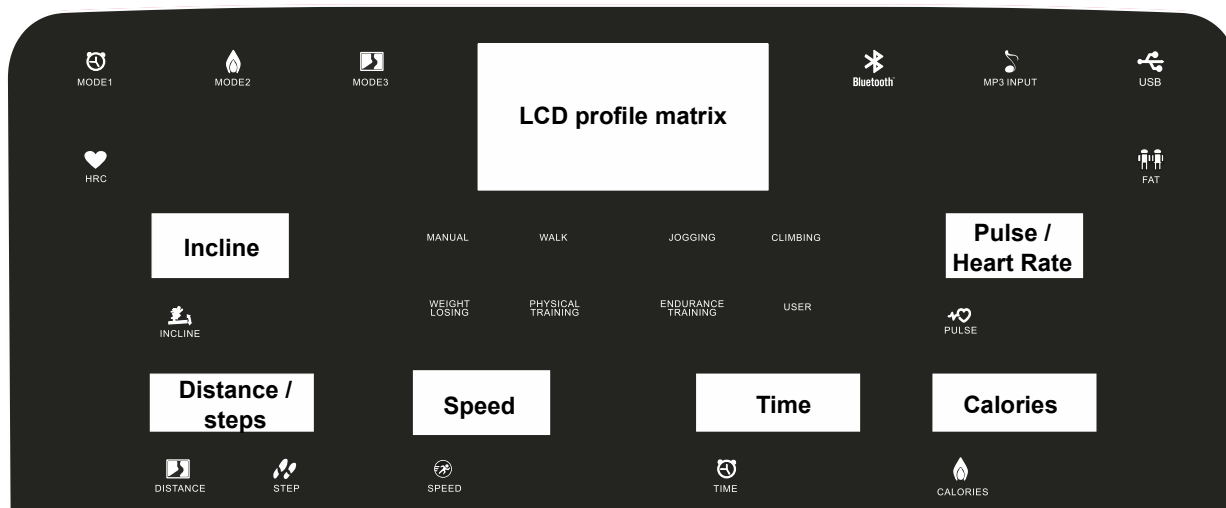 MODE1
MODE2
MODE3
LCD profile matrix
Bluetooth
MP3 INPUT
USB
HRC
FAT
Incline
MANUAL
WALK
JOGGING
CLIMBING
Pulse /
Heart Rate
INCLINE
WEIGHT
LOSING
PHYSICAL
TRAINING
ENDURANCE
TRAINING
USER
PULSE
Distance /
steps
Speed
Time
Calories
DISTANCE
STEP
SPEED
TIME
CALORIES